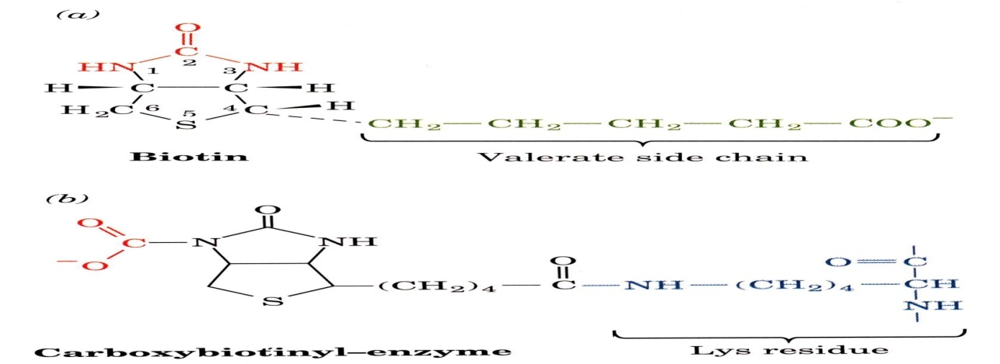 (a)
O
C
2
HN 1 3 NH
H C C H
H₂C 6 5 4 C H
S
CH₂—CH₂—CH₂—CH₂—COO⁻
Biotin
Valerate side chain
(b)
O
O
C—N NH
⁻O
O O=C
S —(CH₂)₄—C—NH—(CH₂)₄—CH
NH
Carboxybiotinyl–enzyme
Lys residue